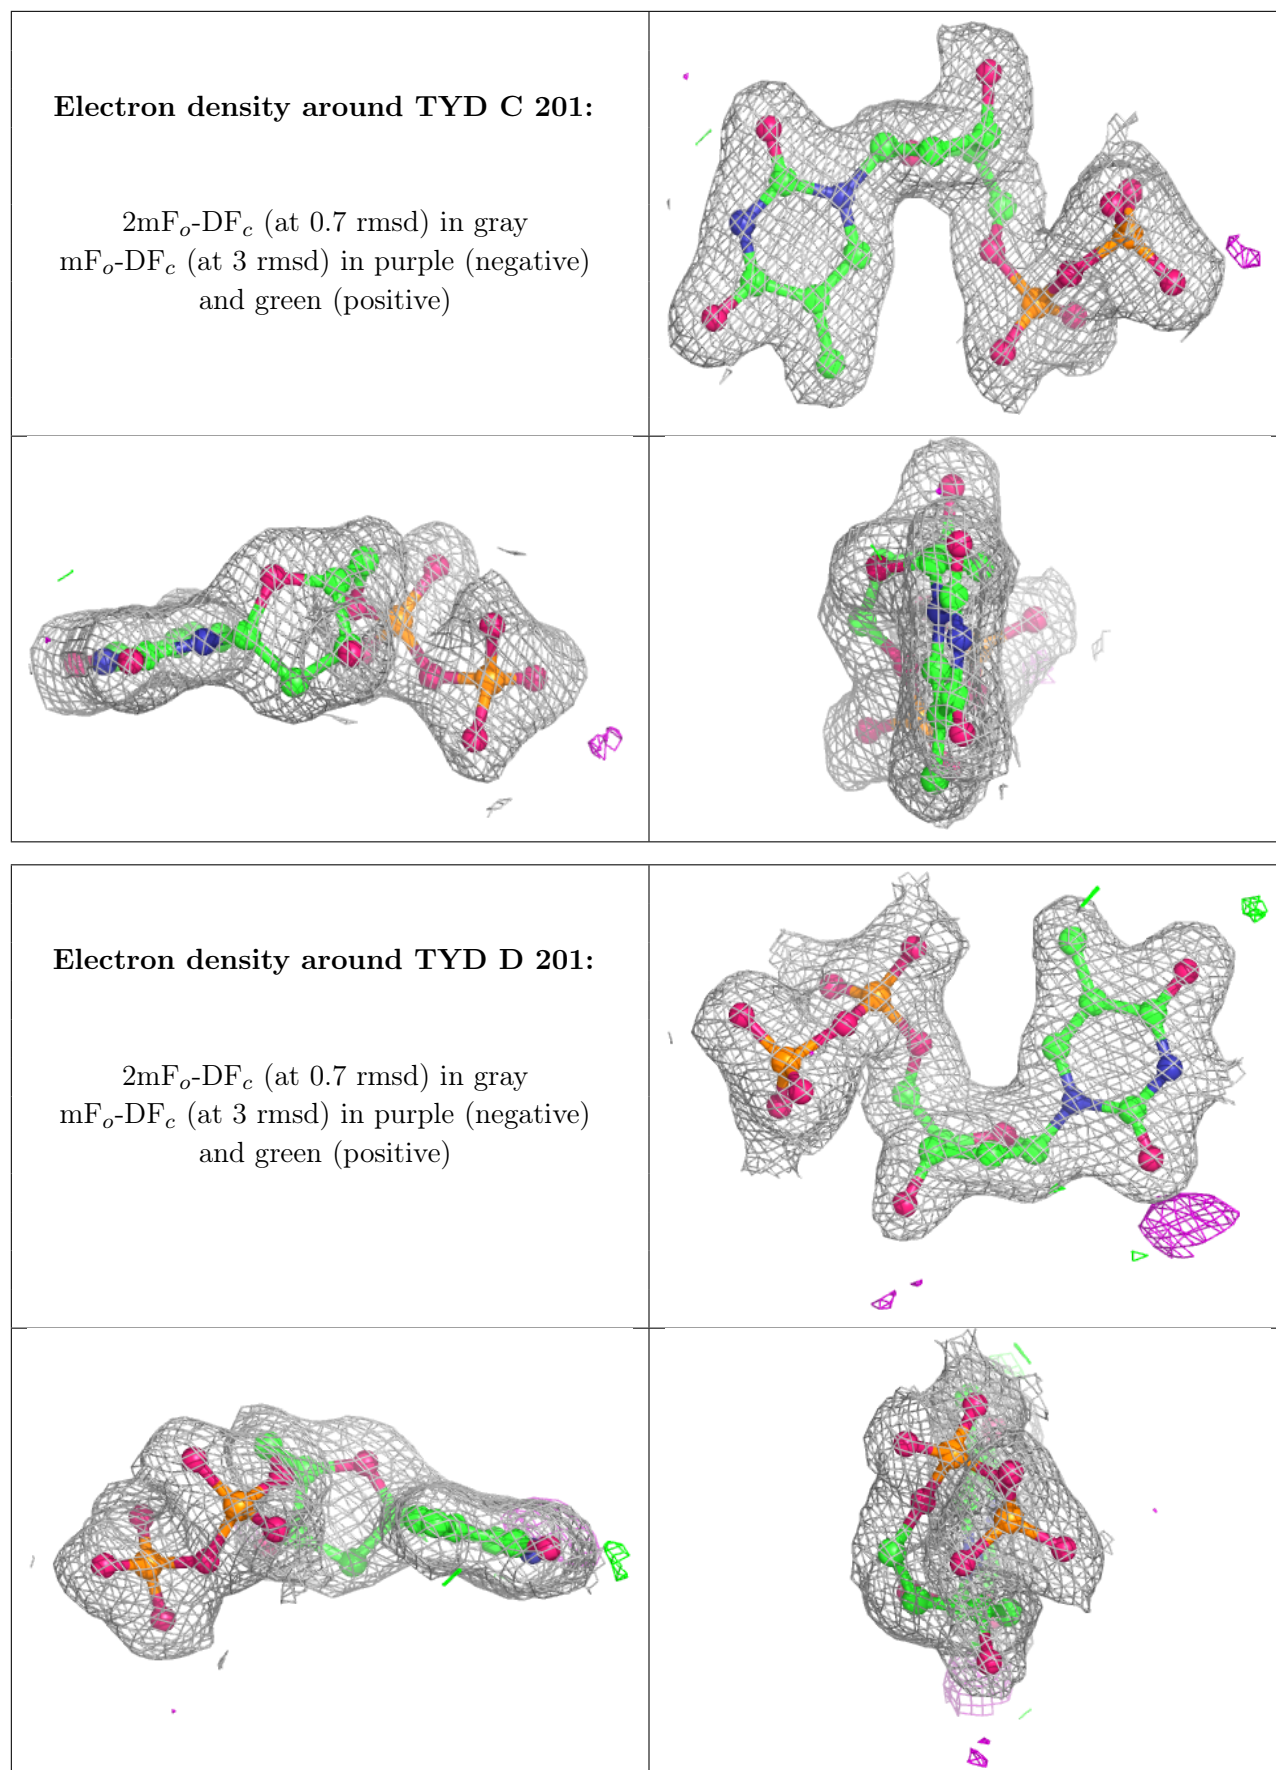 Electron density around TYD C 201:
2mFo-DFc (at 0.7 rmsd) in gray
mFo-DFc (at 3 rmsd) in purple (negative)
and green (positive)
Electron density around TYD D 201:
2mFo-DFc (at 0.7 rmsd) in gray
mFo-DFc (at 3 rmsd) in purple (negative)
and green (positive)